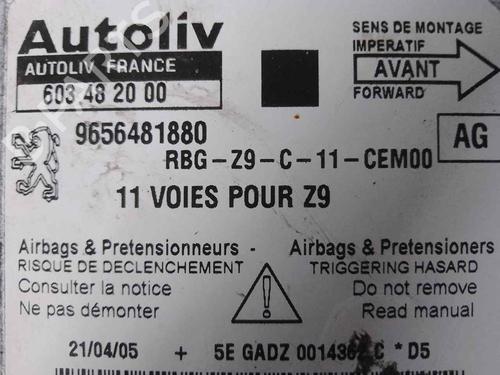 Autoliv
AUTOLIV FRANCE
603 48 20 00
SENS DE MONTAGE
IMPERATIF
AVANT
FORWARD
9656481880
AG
RBG-Z9-C-11-CEM00
11 VOIES POUR Z9
Airbags & Pretensionneurs -
RISQUE DE DECLENCHEMENT
Consulter la notice
Ne pas démonter
Airbags & Pretensioners
TRIGGERING HASARD
Do not remove
Read manual
21/04/05 + 5E GADZ 001436 C * D5